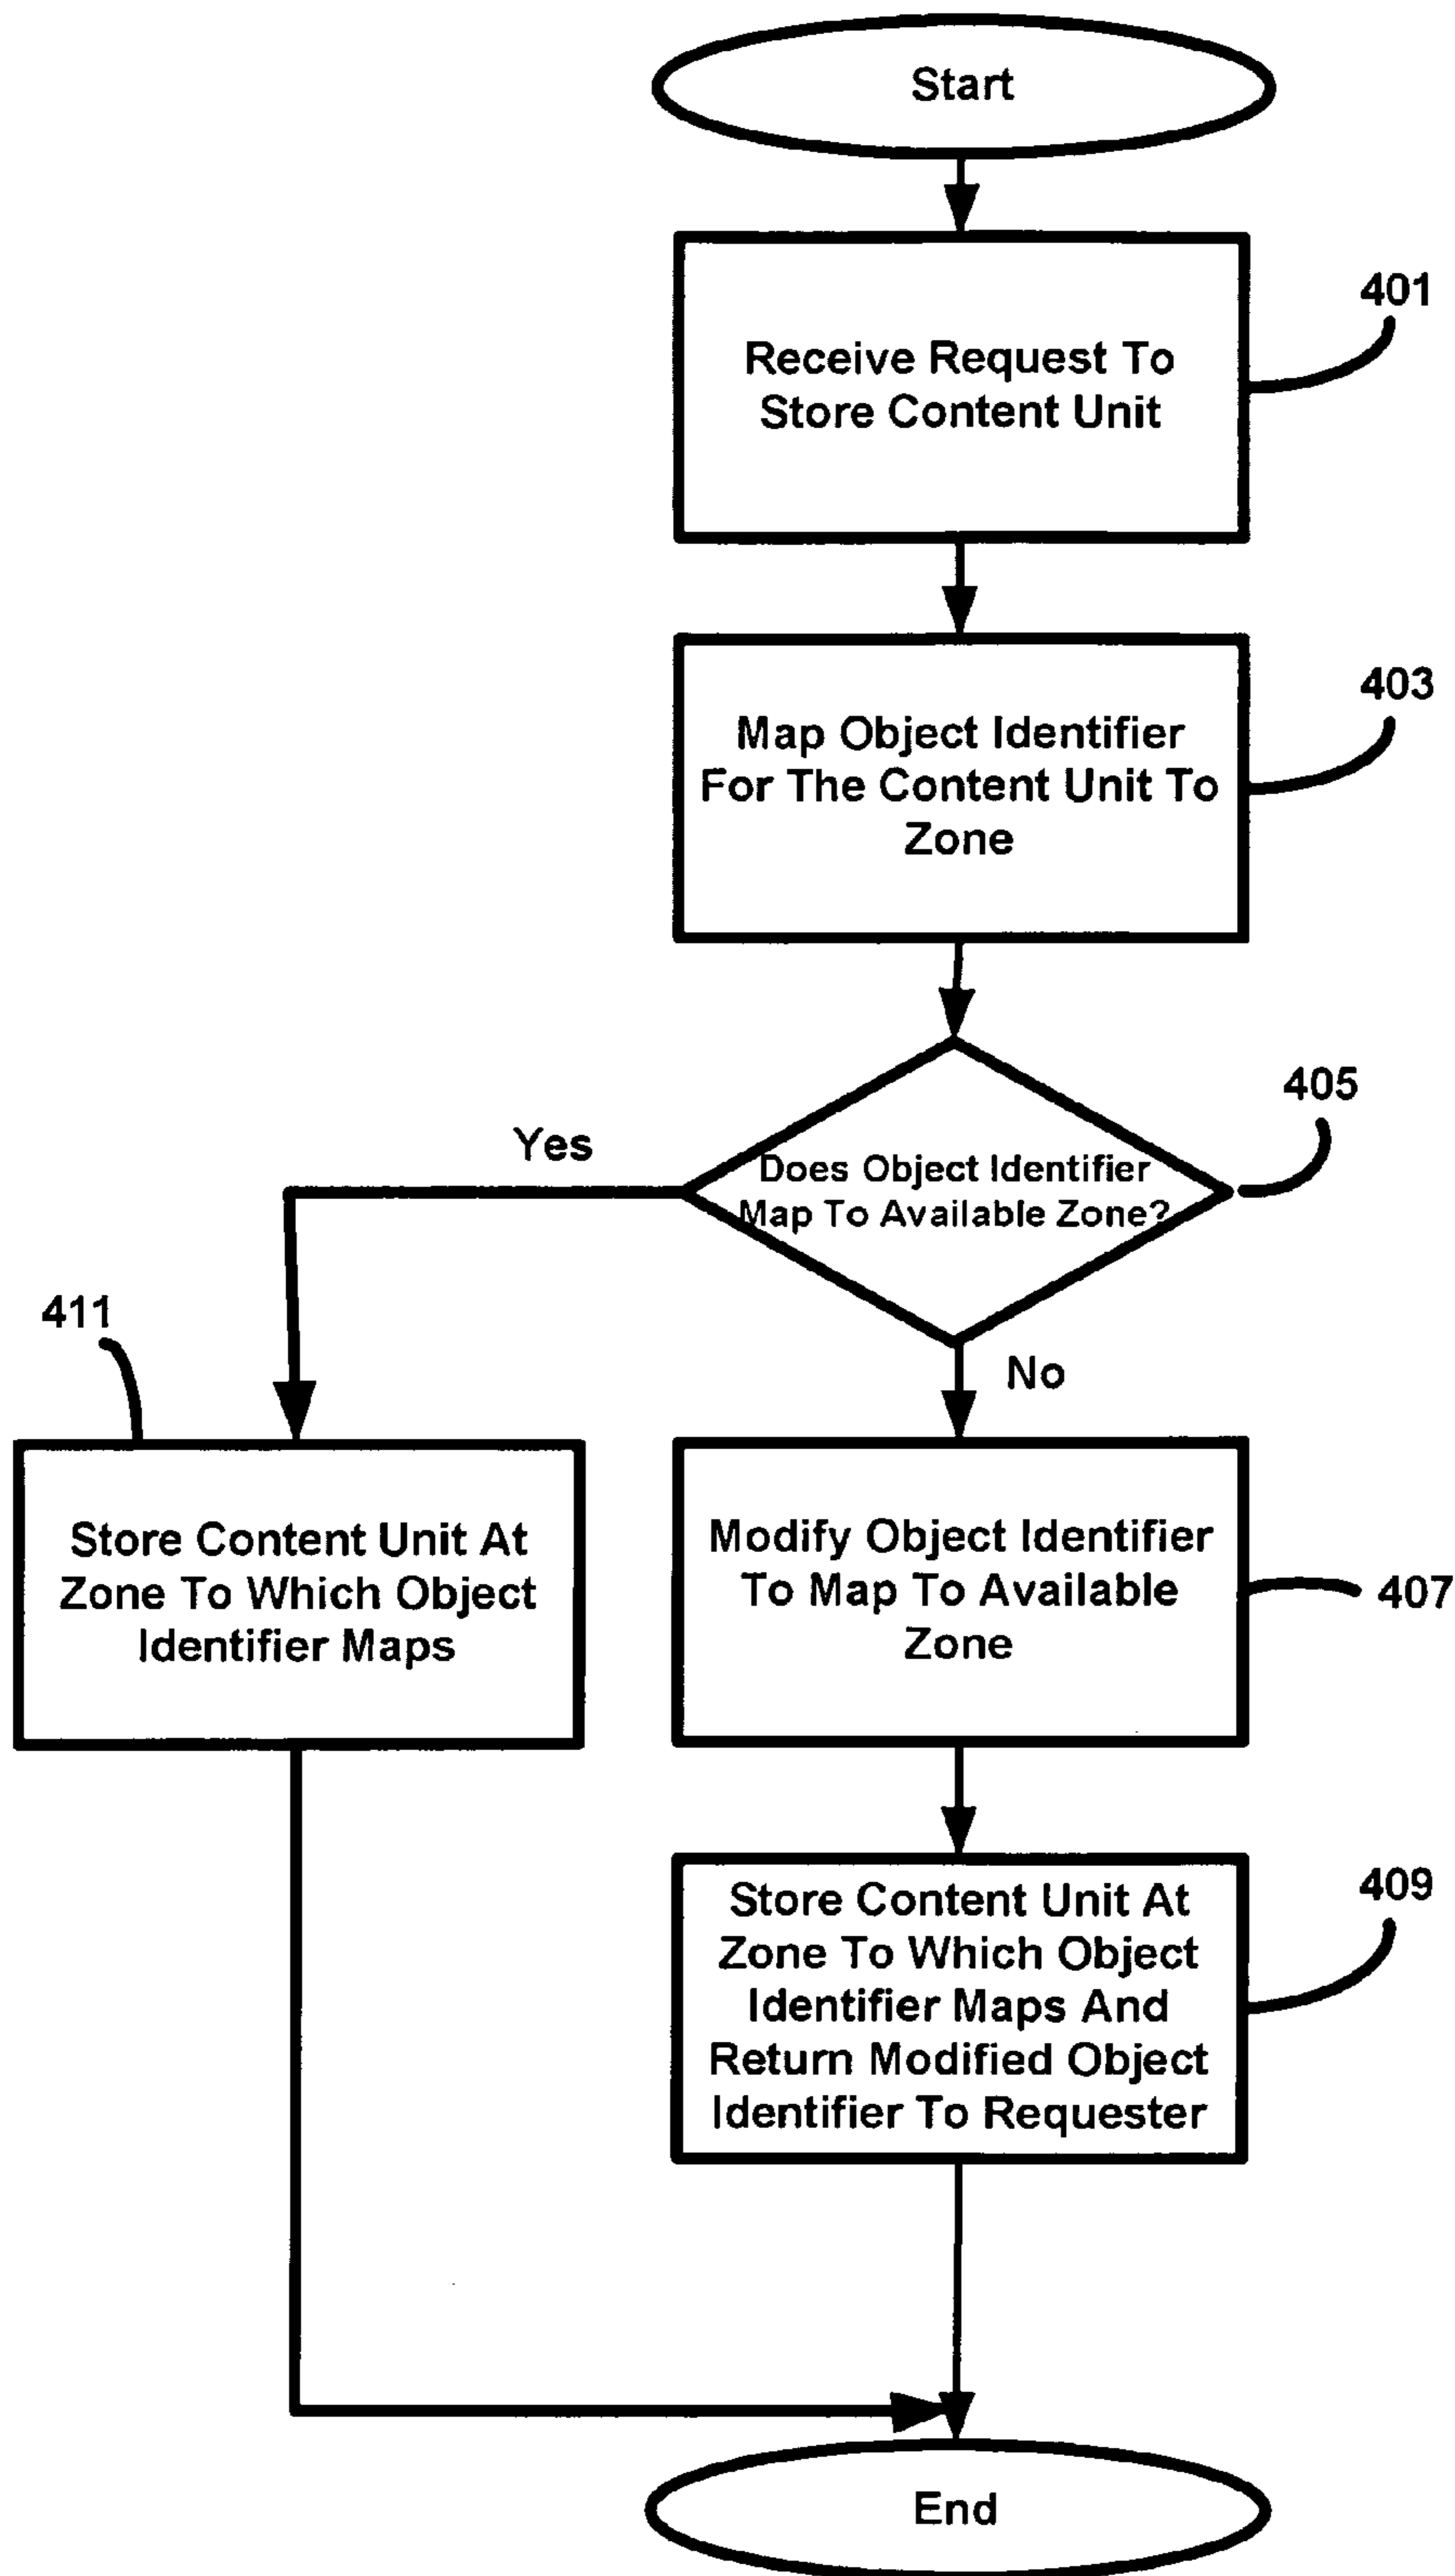 Start
Receive Request To
Store Content Unit
401
Map Object Identifier
For The Content Unit To
Zone
403
Does Object Identifier
Map To Available Zone?
405
Yes
No
411
Store Content Unit At
Zone To Which Object
Identifier Maps
Modify Object Identifier
To Map To Available
Zone
407
Store Content Unit At
Zone To Which Object
Identifier Maps And
Return Modified Object
Identifier To Requester
409
End